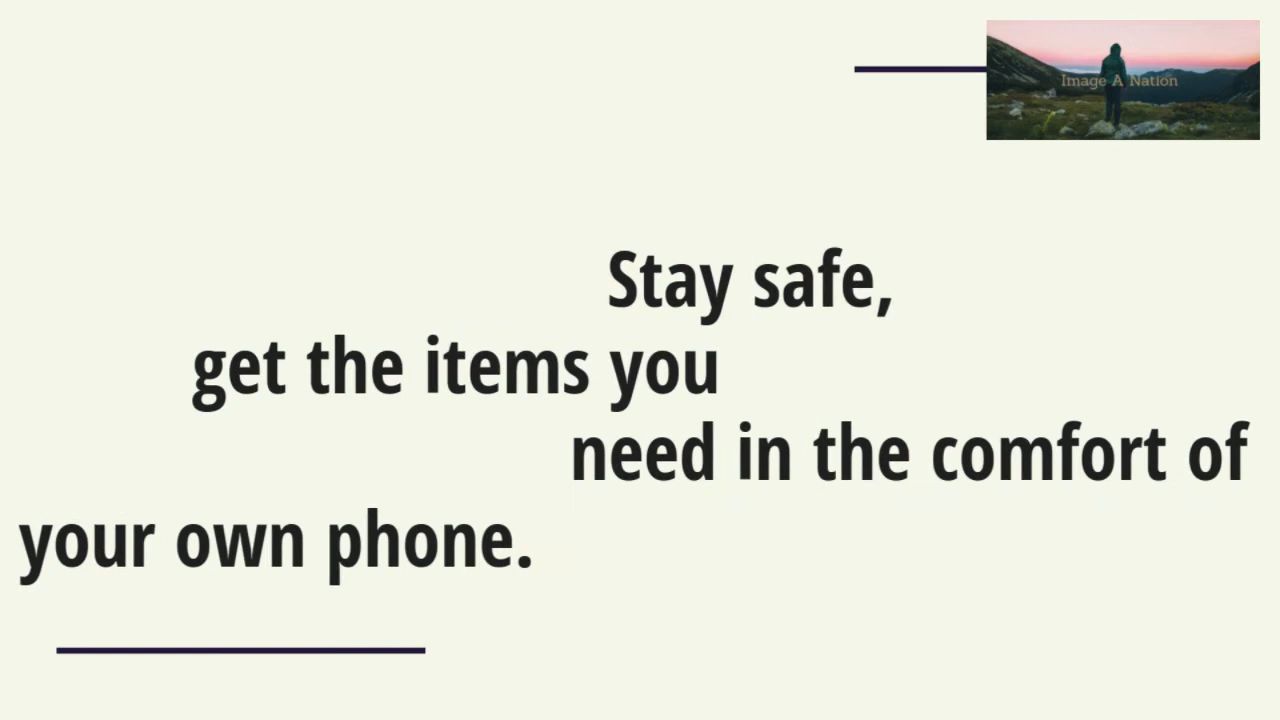 Image A Nation
Stay safe,
get the items you
need in the comfort of
your own phone.